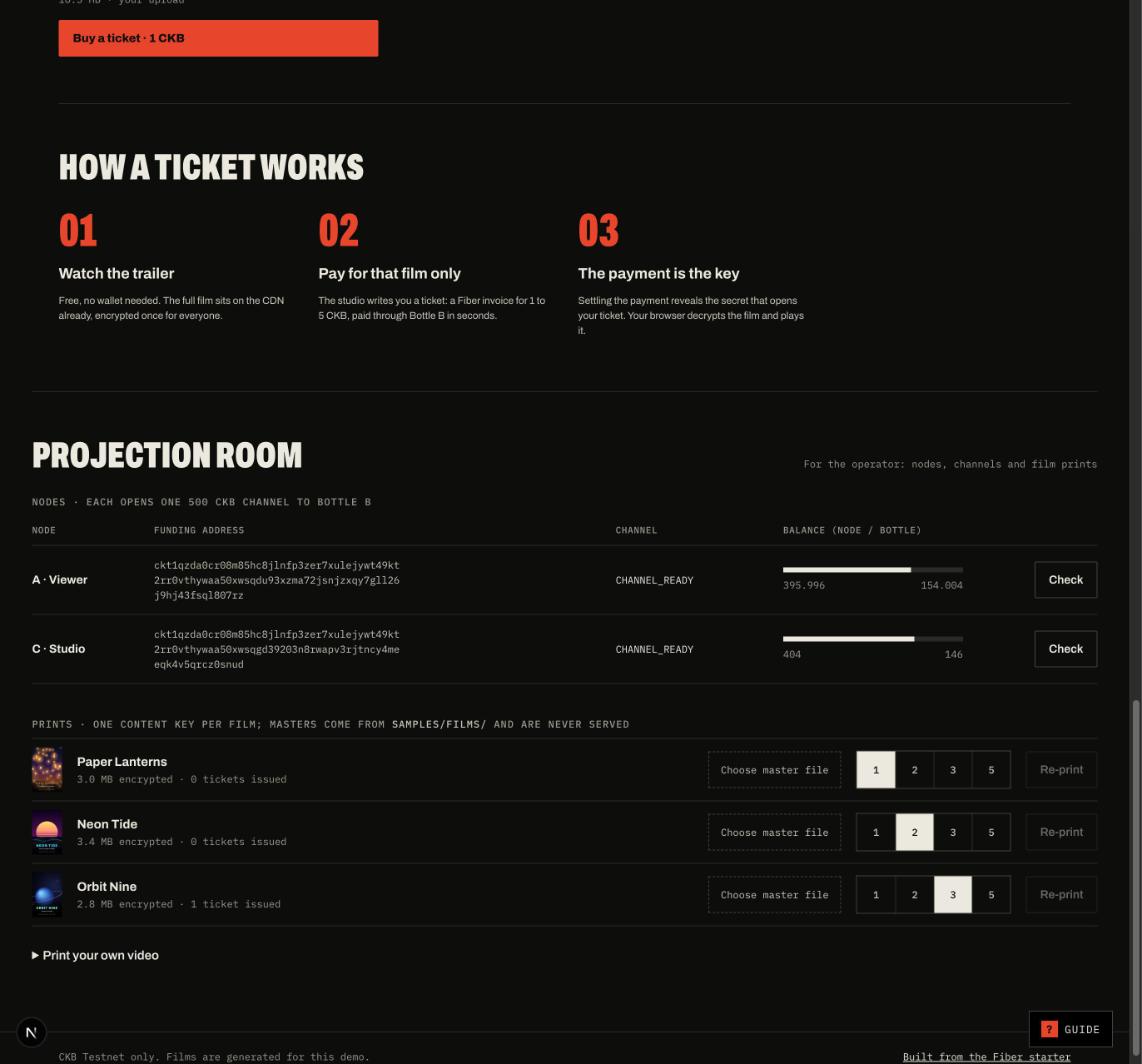 Buy a ticket · 1 CKB
HOW A TICKET WORKS
01
Watch the trailer
Free, no wallet needed. The full film sits on the CDN
already, encrypted once for everyone.
02
Pay for that film only
The studio writes you a ticket: a Fiber invoice for 1 to
5 CKB, paid through Bottle B in seconds.
03
The payment is the key
Settling the payment reveals the secret that opens
your ticket. Your browser decrypts the film and plays
it.
PROJECTION ROOM
For the operator: nodes, channels and film prints
NODES · EACH OPENS ONE 500 CKB CHANNEL TO BOTTLE B
NODE FUNDING ADDRESS CHANNEL BALANCE (NODE / BOTTLE)
A · Viewer
ckt1qzda0cr08m85hc8jlnfp3zer7xulejywt49kt
2rr0vthywaa50xwsqdu93xzma72jsnjzxqy7gll26
j9hj43fsql807rz
CHANNEL_READY
395.996 154.004
Check
C · Studio
ckt1qzda0cr08m85hc8jlnfp3zer7xulejywt49kt
2rr0vthywaa50xwsqgd39203n8rwapv3rjtncy4me
eqk4v5qrcz0snud
CHANNEL_READY
404 146
Check
PRINTS · ONE CONTENT KEY PER FILM; MASTERS COME FROM SAMPLES/FILMS/ AND ARE NEVER SERVED
Paper Lanterns
3.0 MB encrypted · 0 tickets issued
Choose master file 1 2 3 5 Re-print
Neon Tide
3.4 MB encrypted · 0 tickets issued
Choose master file 1 2 3 5 Re-print
Orbit Nine
2.8 MB encrypted · 1 ticket issued
Choose master file 1 2 3 5 Re-print
Print your own video
N
? GUIDE
CKB Testnet only. Films are generated for this demo.
Built from the Fiber starter